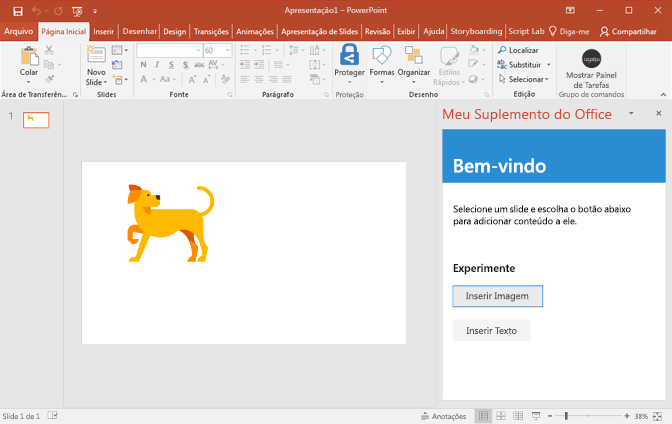 Apresentação1 – PowerPoint
Arquivo Página Inicial Inserir Desenhar Design Transições Animações Apresentação de Slides Revisão Exibir Ajuda Storyboarding Script Lab Diga-me Compartilhar
Colar
Novo
Slide
60
N I S S abc AV
A Aa A A A
Proteger
Formas
Organizar
Estilos
Rápidos
Localizar
Substituir
Selecionar
Mostrar Painel
de Tarefas
Área de Transferên... Slides Fonte Parágrafo Proteção Desenho Edição Grupo de comandos
1
Meu Suplemento do Office
Bem-vindo
Selecione um slide e escolha o botão abaixo
para adicionar conteúdo a ele.
Experimente
Inserir Imagem
Inserir Texto
Slide 1 de 1 Anotações 38%